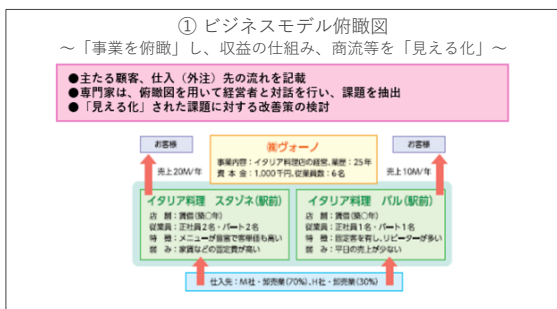 ① ビジネスモデル俯瞰図
～「事業を俯瞰」し、収益の仕組み、商流等を「見える化」～
●主たる顧客、仕入（外注）先の流れを記載
●専門家は、俯瞰図を用いて経営者と対話を行い、課題を抽出
●「見える化」された課題に対する改善策の検討
お客様
㈲ヴォーノ
事業内容：イタリア料理店の経営、業歴：25年
資本金：1,000千円、従業員数：6名
お客様
売上20M/年
売上10M/年
イタリア料理 スタゾネ(駅前)
店舗：賃借(築〇年)
従業員：正社員2名・パート2名
特徴：メニューが豊富で客単価も高い
弱み：家賃などの固定費が高い
イタリア料理 バル(駅前)
店舗：賃借(築〇年)
従業員：正社員1名・パート1名
特徴：固定客を有し、リピーターが多い
弱み：平日の売上が少ない
仕入先：M社・卸売業(70%)、H社・卸売業(30%)